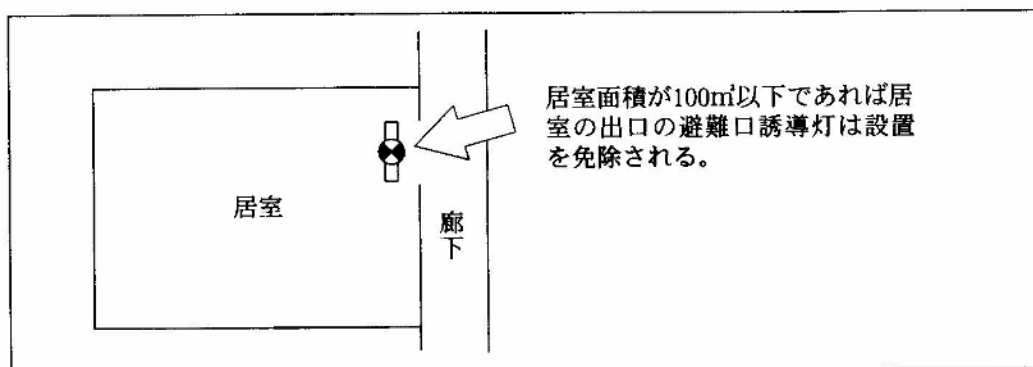 居室面積が100㎡以下であれば居
室の出口の避難口誘導灯は設置
を免除される。
居室
廊下